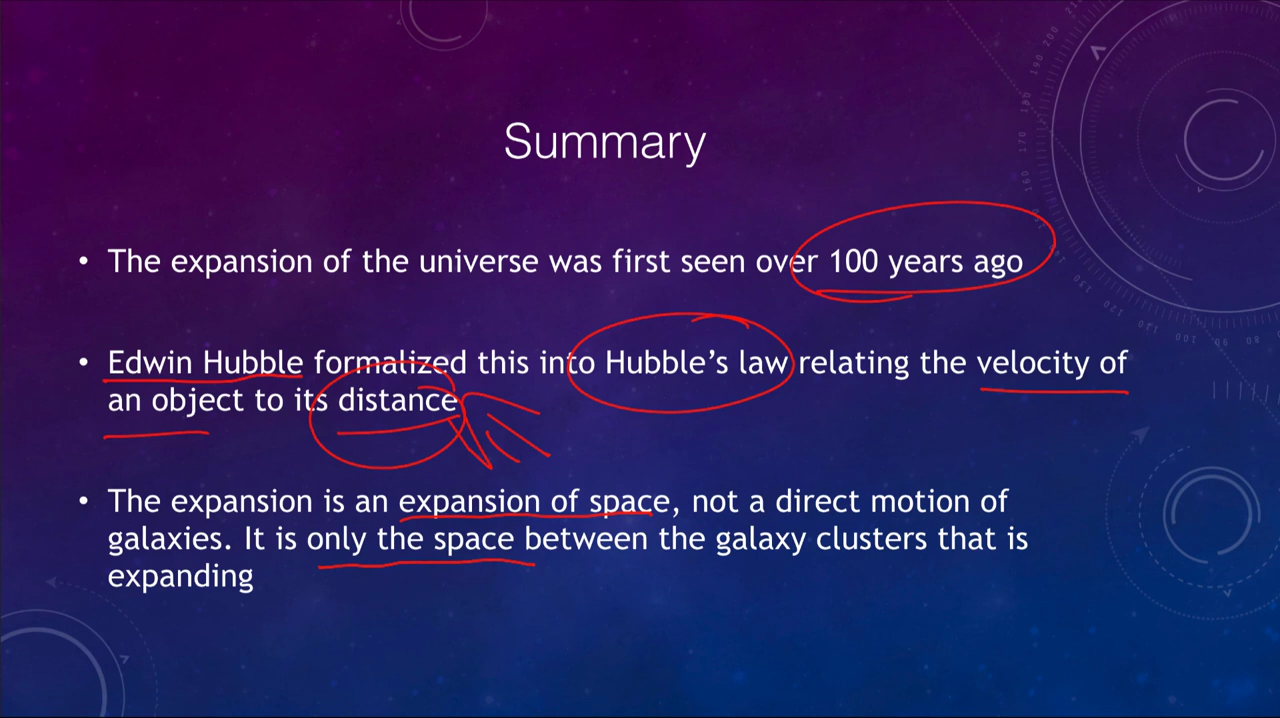 Summary
• The expansion of the universe was first seen over 100 years ago
• Edwin Hubble formalized this into Hubble’s law relating the velocity of
an object to its distance
• The expansion is an expansion of space, not a direct motion of
galaxies. It is only the space between the galaxy clusters that is
expanding